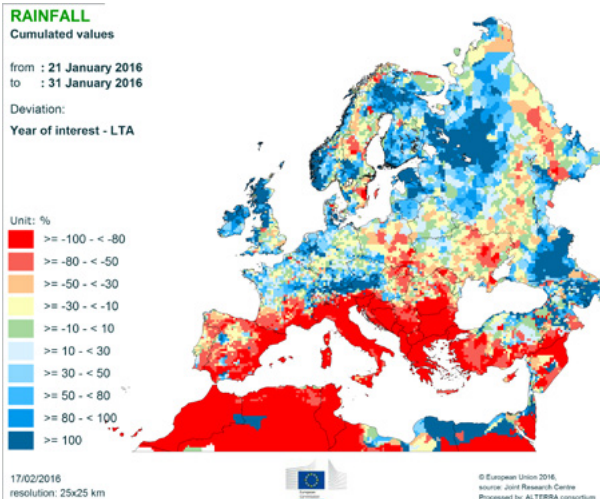 RAINFALL
Cumulated values
from : 21 January 2016
to : 31 January 2016
Deviation:
Year of interest - LTA
Unit: %
>= -100 - < -80
>= -80 - < -50
>= -50 - < -30
>= -30 - < -10
>= -10 - < 10
>= 10 - < 30
>= 30 - < 50
>= 50 - < 80
>= 80 - < 100
>= 100
17/02/2016
resolution: 25x25 km
European
Commission
© European Union 2016,
source: Joint Research Centre
Processed by: ALTERRA consortium